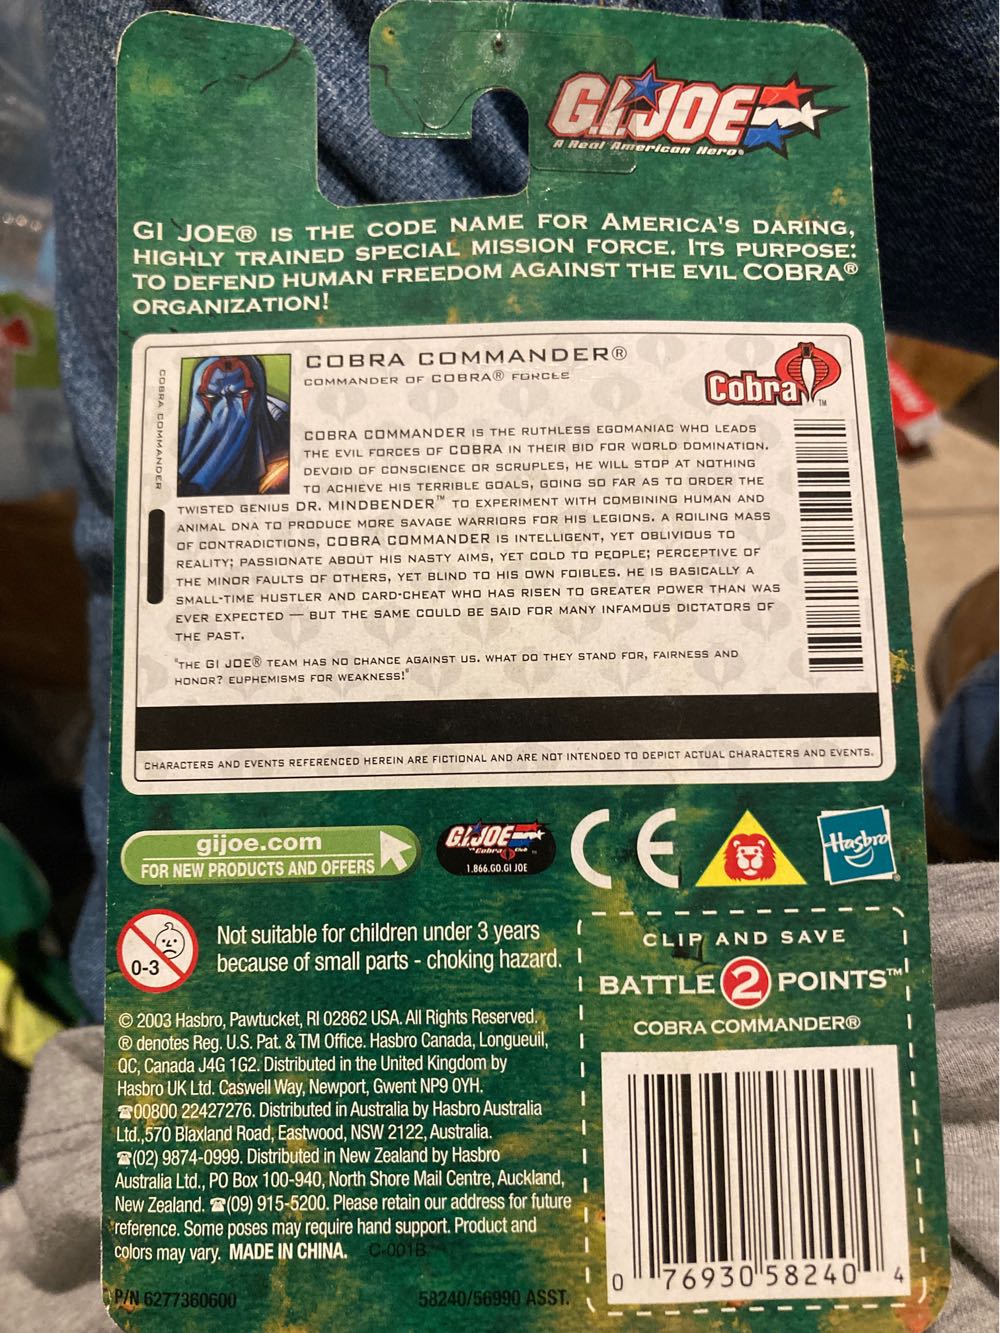 G.I. JOE
A Real American Hero®
GI JOE® IS THE CODE NAME FOR AMERICA'S DARING,
HIGHLY TRAINED SPECIAL MISSION FORCE. ITS PURPOSE:
TO DEFEND HUMAN FREEDOM AGAINST THE EVIL COBRA®
ORGANIZATION!
COBRA COMMANDER
COBRA COMMANDER®
COMMANDER OF COBRA® FORCES
Cobra™
COBRA COMMANDER IS THE RUTHLESS EGOMANIAC WHO LEADS
THE EVIL FORCES OF COBRA IN THEIR BID FOR WORLD DOMINATION.
DEVOID OF CONSCIENCE OR SCRUPLES, HE WILL STOP AT NOTHING
TO ACHIEVE HIS TERRIBLE GOALS, GOING SO FAR AS TO ORDER THE
TWISTED GENIUS DR. MINDBENDER™ TO EXPERIMENT WITH COMBINING HUMAN AND
ANIMAL DNA TO PRODUCE MORE SAVAGE WARRIORS FOR HIS LEGIONS. A ROILING MASS
OF CONTRADICTIONS, COBRA COMMANDER IS INTELLIGENT, YET OBLIVIOUS TO
REALITY; PASSIONATE ABOUT HIS NASTY AIMS, YET COLD TO PEOPLE; PERCEPTIVE OF
THE MINOR FAULTS OF OTHERS, YET BLIND TO HIS OWN FOIBLES. HE IS BASICALLY A
SMALL-TIME HUSTLER AND CARD-CHEAT WHO HAS RISEN TO GREATER POWER THAN WAS
EVER EXPECTED — BUT THE SAME COULD BE SAID FOR MANY INFAMOUS DICTATORS OF
THE PAST.
"THE GI JOE® TEAM HAS NO CHANCE AGAINST US. WHAT DO THEY STAND FOR, FAIRNESS AND
HONOR? EUPHEMISMS FOR WEAKNESS!"
CHARACTERS AND EVENTS REFERENCED HEREIN ARE FICTIONAL AND ARE NOT INTENDED TO DEPICT ACTUAL CHARACTERS AND EVENTS.
gijoe.com
FOR NEW PRODUCTS AND OFFERS
G.I. JOE
vs Cobra Club ™
1.866.GO.GI JOE
CE
Hasbro®
0-3
Not suitable for children under 3 years
because of small parts - choking hazard.
© 2003 Hasbro, Pawtucket, RI 02862 USA. All Rights Reserved.
® denotes Reg. U.S. Pat. & TM Office. Hasbro Canada, Longueuil,
QC, Canada J4G 1G2. Distributed in the United Kingdom by
Hasbro UK Ltd. Caswell Way, Newport, Gwent NP9 0YH.
☎00800 22427276. Distributed in Australia by Hasbro Australia
Ltd.,570 Blaxland Road, Eastwood, NSW 2122, Australia.
☎(02) 9874-0999. Distributed in New Zealand by Hasbro
Australia Ltd., PO Box 100-940, North Shore Mail Centre, Auckland,
New Zealand. ☎(09) 915-5200. Please retain our address for future
reference. Some poses may require hand support. Product and
colors may vary. MADE IN CHINA. C-001B
P/N 6277360600
58240/56990 ASST.
CLIP AND SAVE
BATTLE 2 POINTS™
COBRA COMMANDER®
0 76930 58240 4